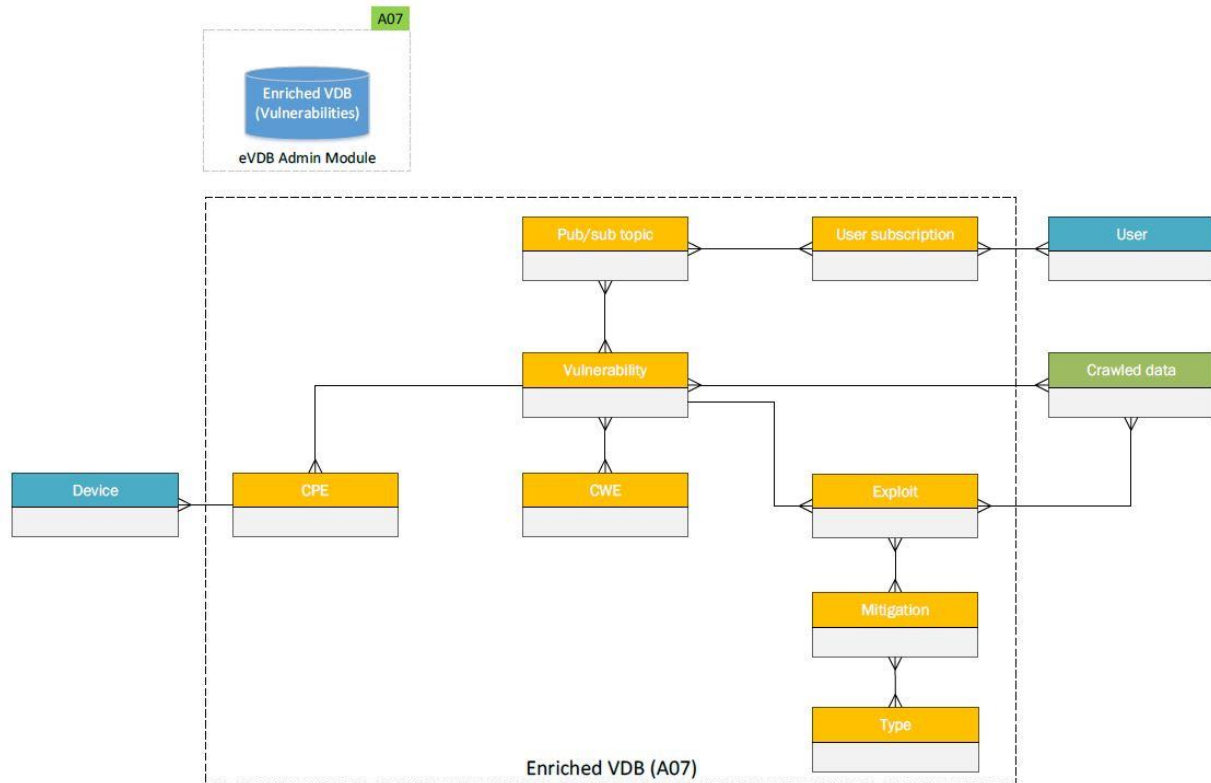 A07
Enriched VDB
(Vulnerabilities)
eVDB Admin Module
Pub/sub topic
User subscription
User
Vulnerability
Crawled data
Device
CPE
CWE
Exploit
Mitigation
Type
Enriched VDB (A07)